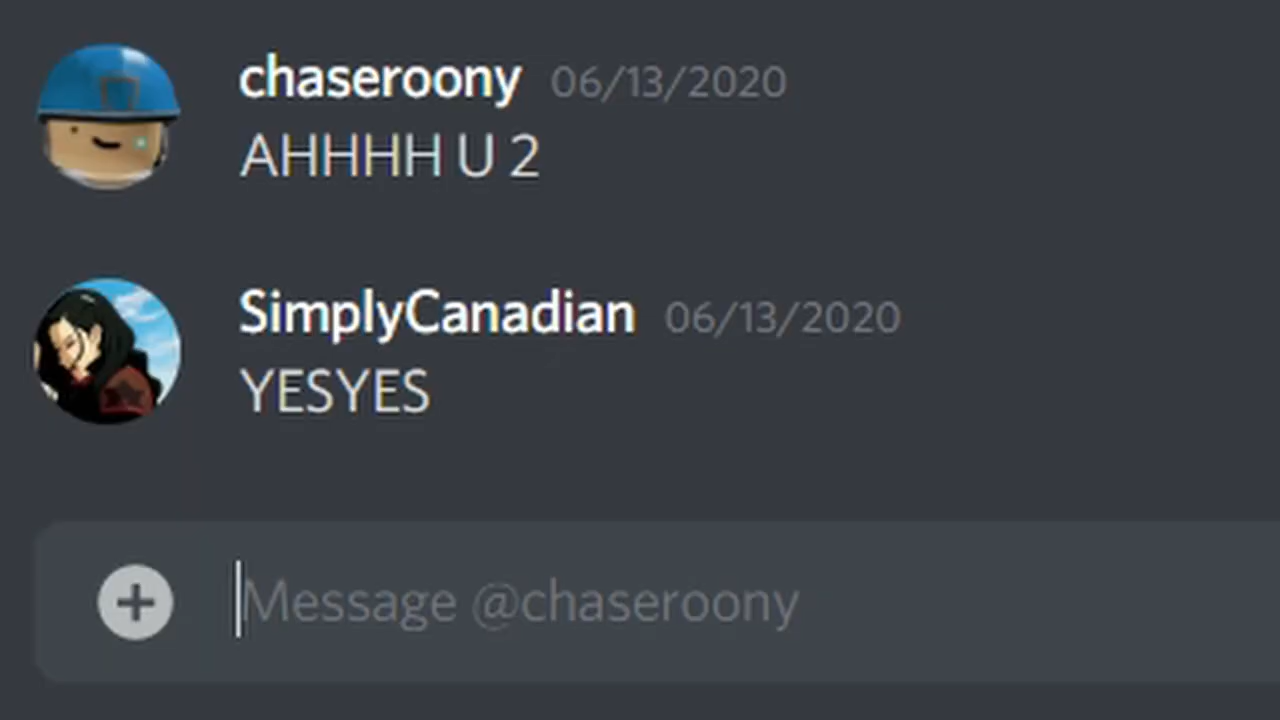 chaseroony 06/13/2020
AHHHH U 2
SimplyCanadian 06/13/2020
YESYES
Message @chaseroony